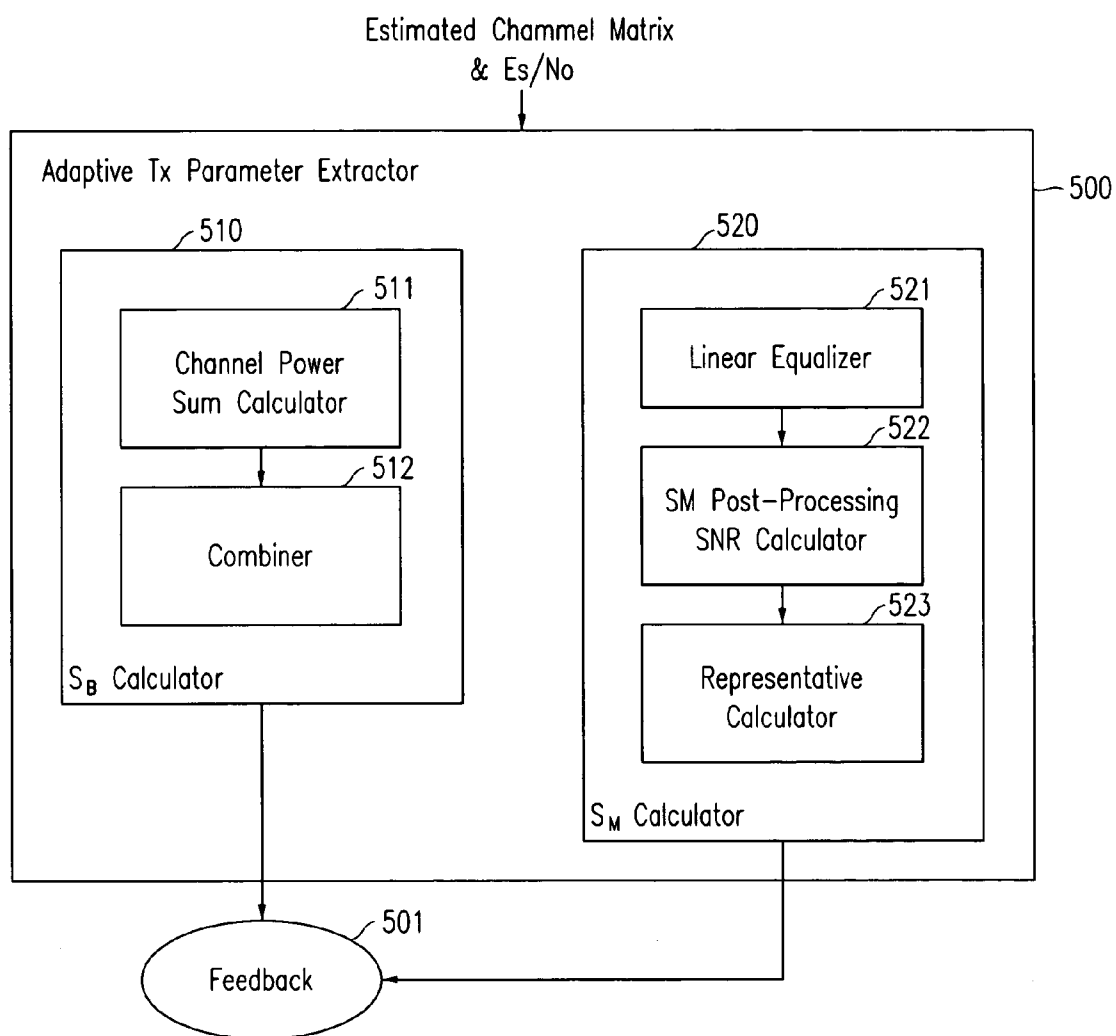 Estimated Chammel Matrix
& Es/No
Adaptive Tx Parameter Extractor
500
510
520
511
Channel Power
Sum Calculator
512
Combiner
S_B Calculator
521
Linear Equalizer
522
SM Post-Processing
SNR Calculator
523
Representative
Calculator
S_M Calculator
501
Feedback